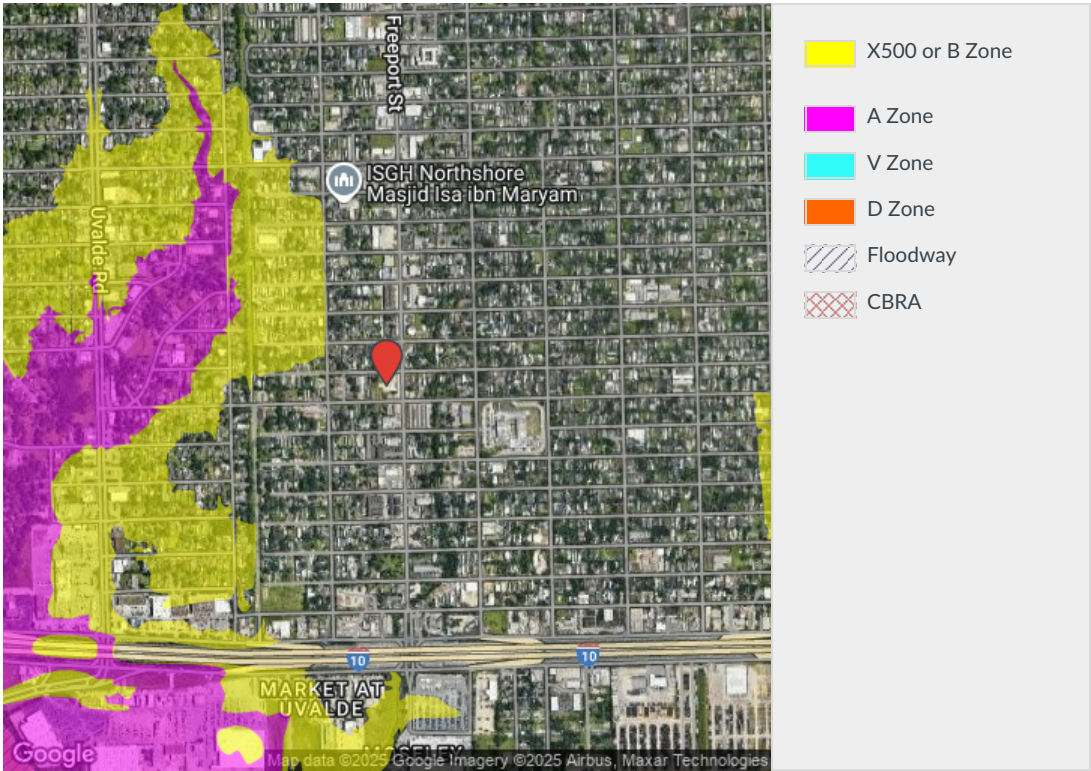 Freeport St
ISGH Northshore
Masjid Isa ibn Maryam
Uvalde Rd
10
10
MARKET AT
UVALDE
MOSELEY
Google
Map data ©2025 Google Imagery ©2025 Airbus, Maxar Technologies
X500 or B Zone
A Zone
V Zone
D Zone
Floodway
CBRA